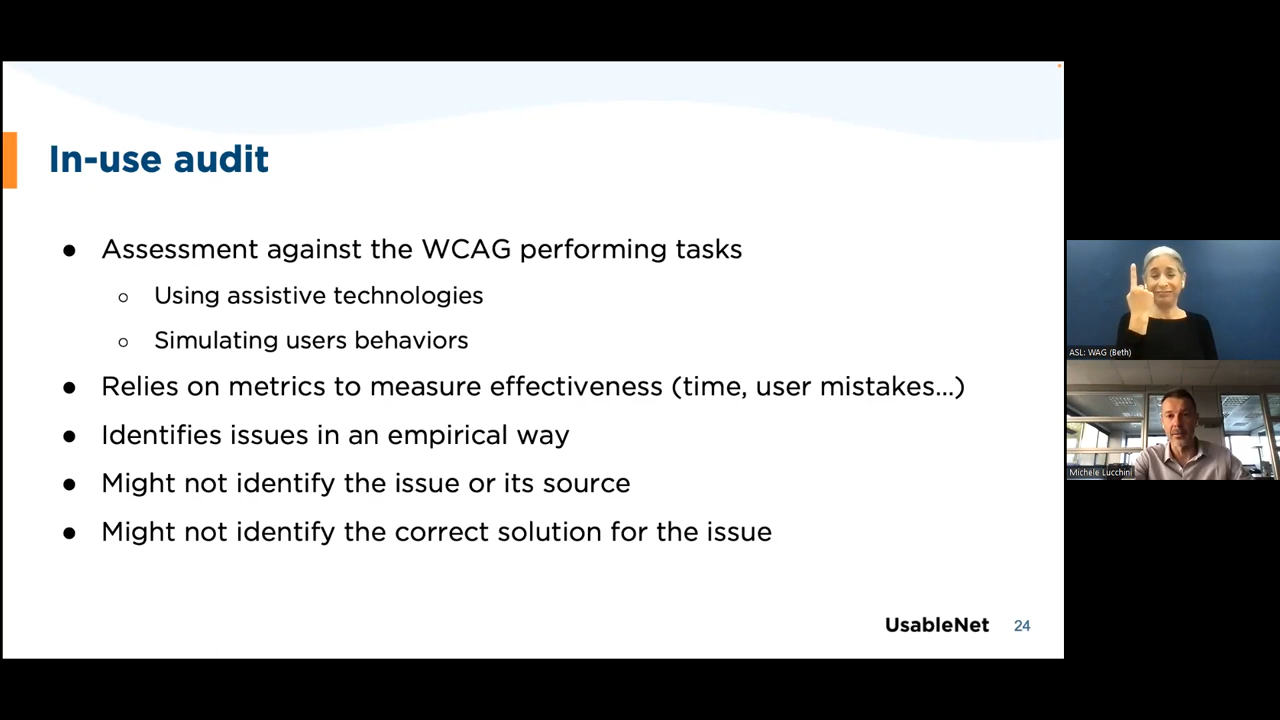 In-use audit
● Assessment against the WCAG performing tasks
○ Using assistive technologies
○ Simulating users behaviors
● Relies on metrics to measure effectiveness (time, user mistakes...)
● Identifies issues in an empirical way
● Might not identify the issue or its source
● Might not identify the correct solution for the issue
UsableNet 24
ASL: WAG (Beth)
Michele Lucchini